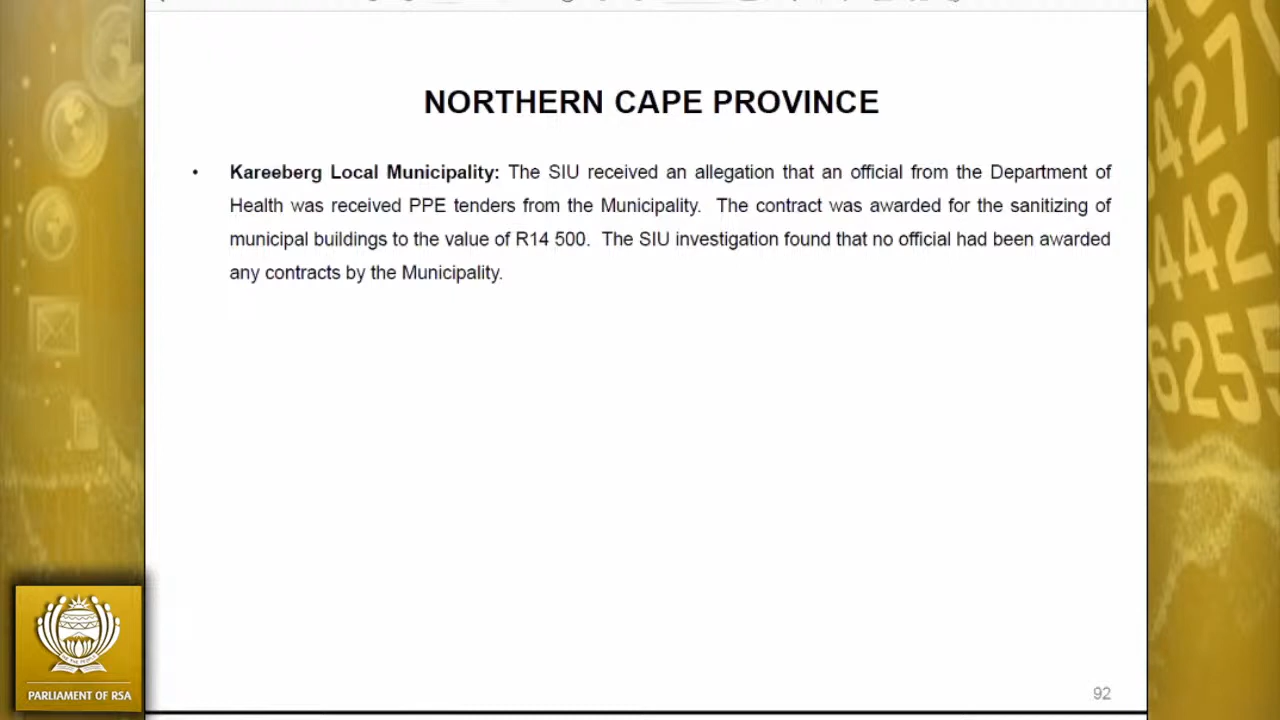 NORTHERN CAPE PROVINCE
• Kareeberg Local Municipality: The SIU received an allegation that an official from the Department of
Health was received PPE tenders from the Municipality. The contract was awarded for the sanitizing of
municipal buildings to the value of R14 500. The SIU investigation found that no official had been awarded
any contracts by the Municipality.
427
442
6255
PARLIAMENT OF RSA
92